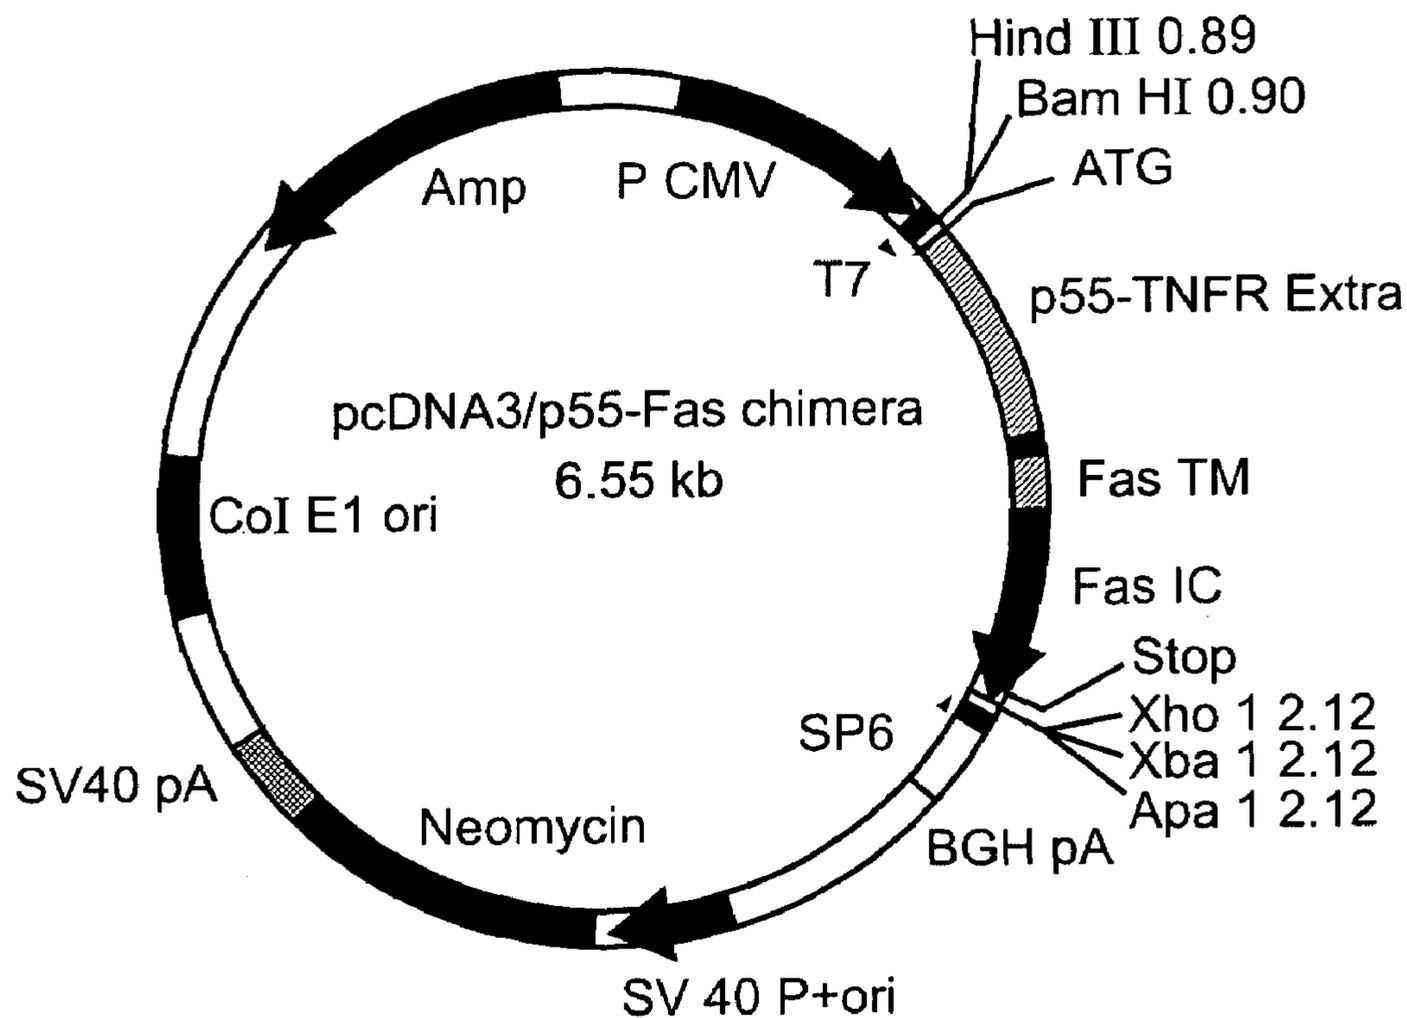 Hind III 0.89
Bam HI 0.90
ATG
Amp
P CMV
T7
p55-TNFR Extra
pcDNA3/p55-Fas chimera
6.55 kb
Fas TM
CoI E1 ori
Fas IC
Stop
Xho 1 2.12
SP6
Xba 1 2.12
SV40 pA
Apa 1 2.12
Neomycin
BGH pA
SV 40 P+ori